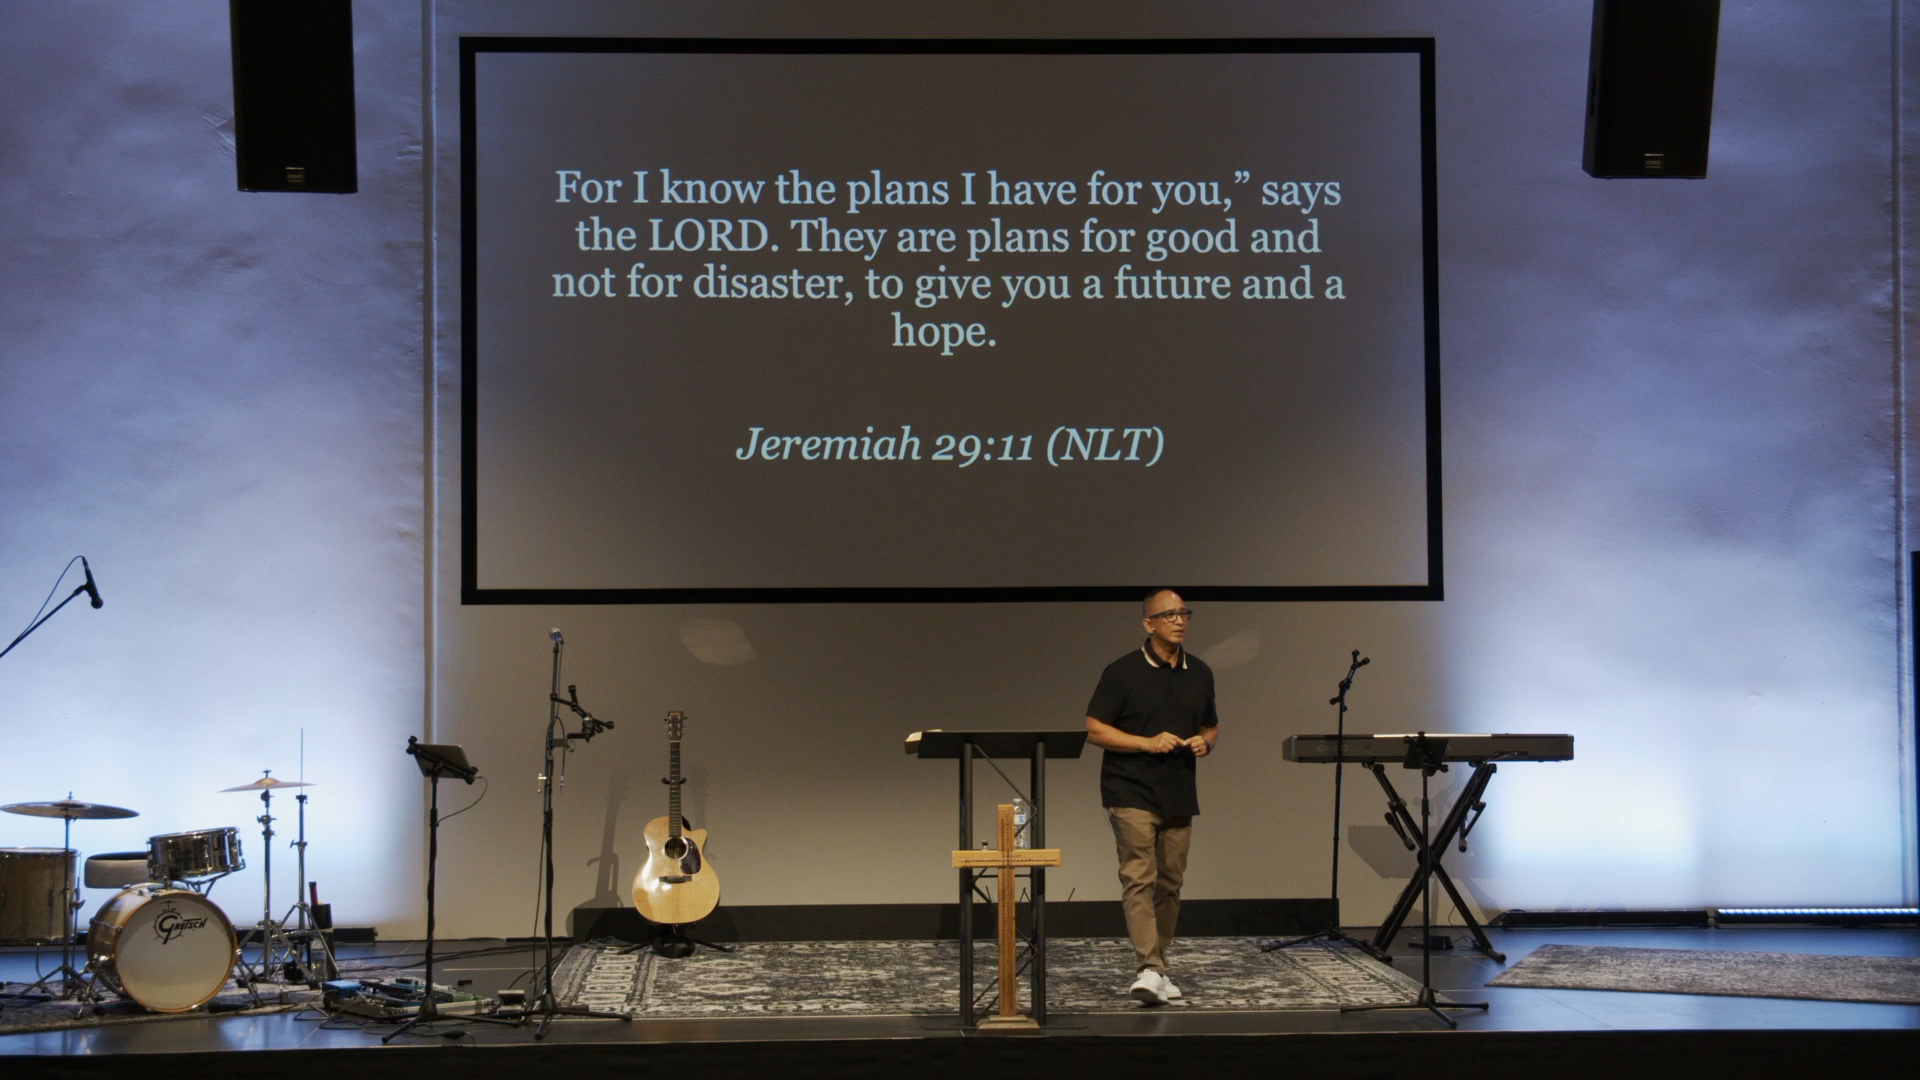 For I know the plans I have for you,” says
the LORD. They are plans for good and
not for disaster, to give you a future and a
hope.
Jeremiah 29:11 (NLT)
GRETSCH